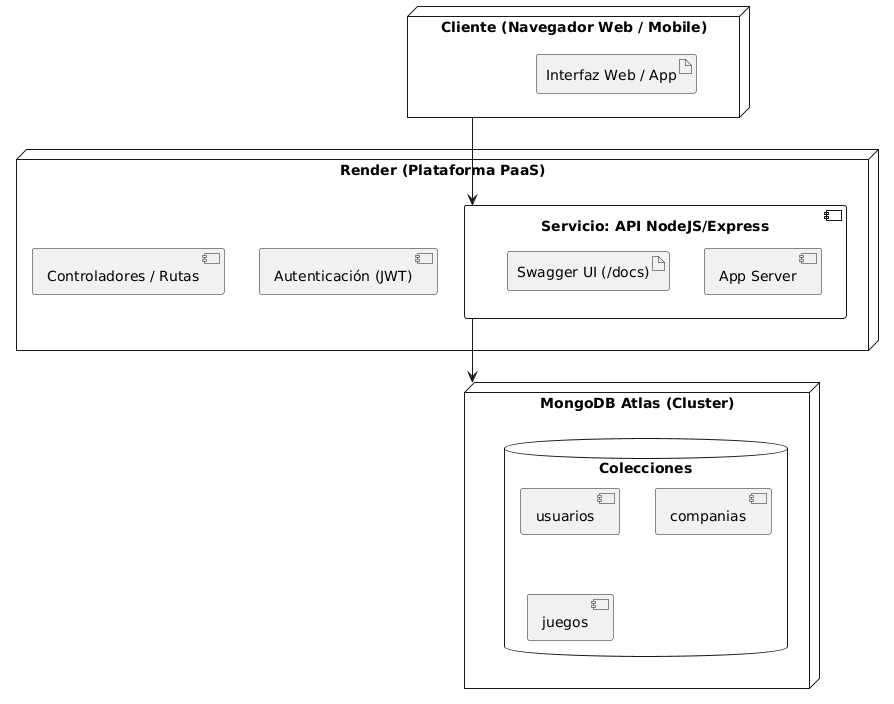 Cliente (Navegador Web / Mobile)
Interfaz Web / App
Render (Plataforma PaaS)
Servicio: API NodeJS/Express
Controladores / Rutas
Autenticación (JWT)
Swagger UI (/docs)
App Server
MongoDB Atlas (Cluster)
Colecciones
usuarios
companias
juegos